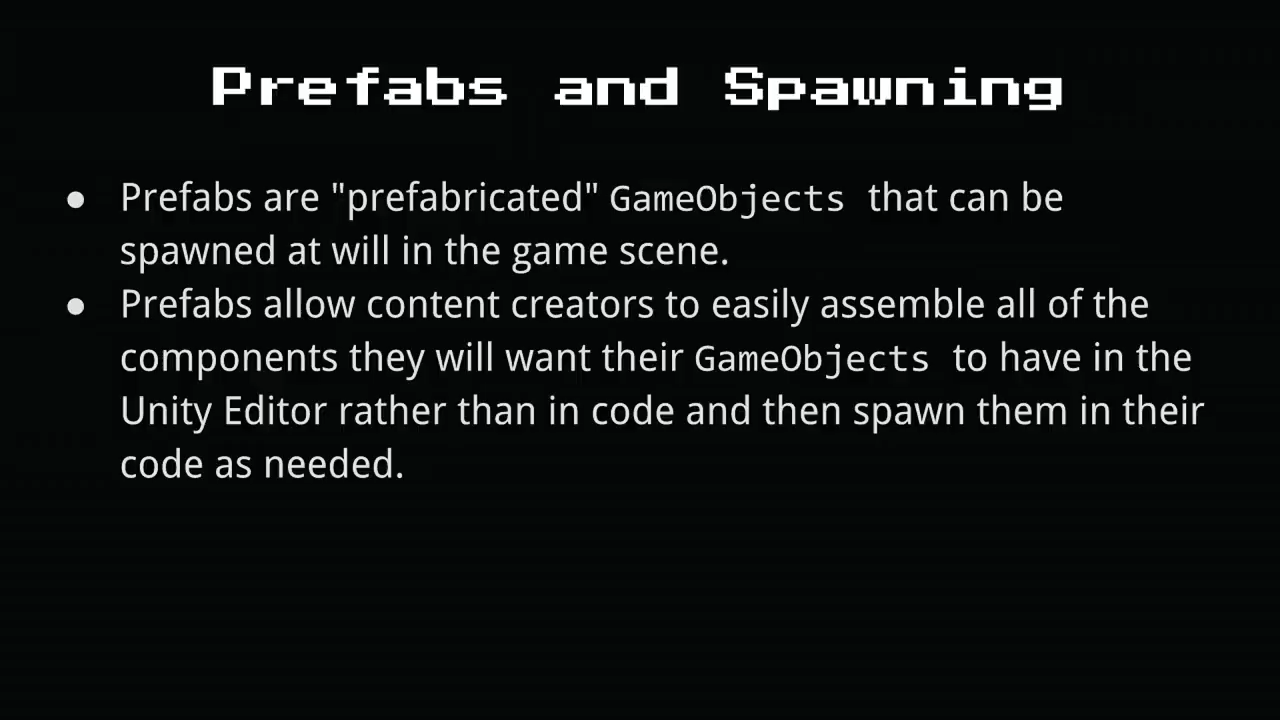 Prefabs and Spawning
● Prefabs are "prefabricated" GameObjects that can be
spawned at will in the game scene.
● Prefabs allow content creators to easily assemble all of the
components they will want their GameObjects to have in the
Unity Editor rather than in code and then spawn them in their
code as needed.